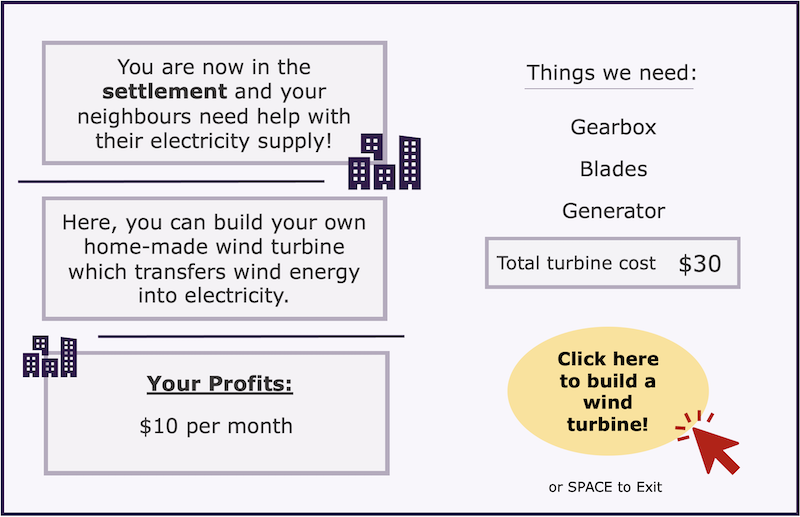 You are now in the
settlement and your
neighbours need help with
their electricity supply!
Here, you can build your own
home-made wind turbine
which transfers wind energy
into electricity.
Your Profits:
$10 per month
Things we need:
Gearbox
Blades
Generator
Total turbine cost $30
Click here
to build a
wind
turbine!
or SPACE to Exit